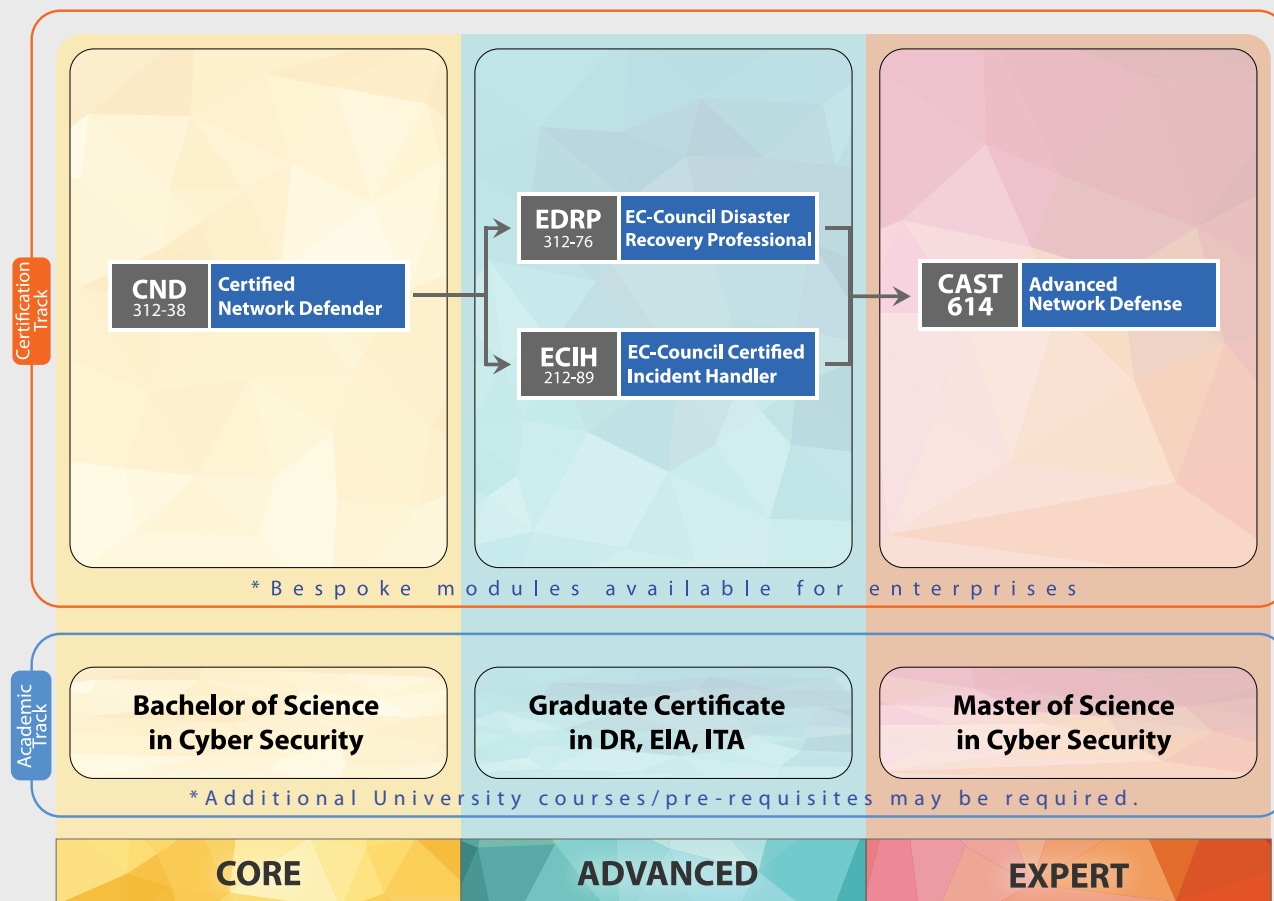 Certification
Track
CND
312-38
Certified
Network Defender
EDRP
312-76
EC-Council Disaster
Recovery Professional
ECIH
212-89
EC-Council Certified
Incident Handler
CAST
614
Advanced
Network Defense
* Bespoke modules available for enterprises
Academic
Track
Bachelor of Science
in Cyber Security
Graduate Certificate
in DR, EIA, ITA
Master of Science
in Cyber Security
*Additional University courses/pre-requisites may be required.
CORE
ADVANCED
EXPERT